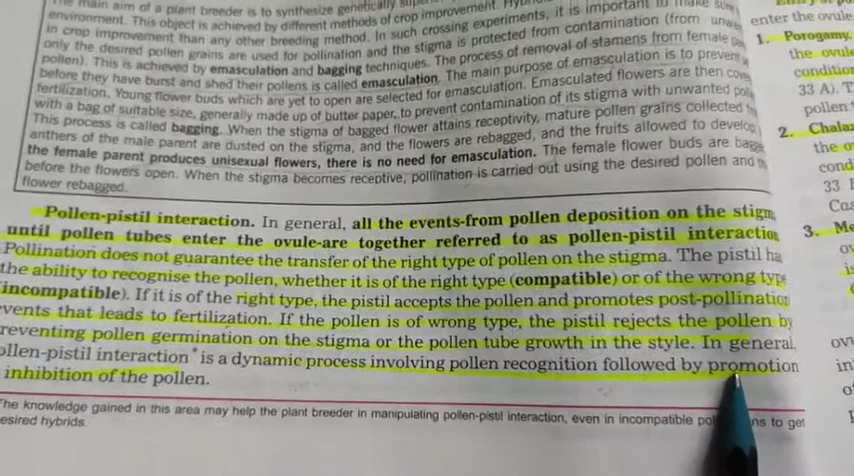 he main aim of a plant breeder is to synthesize genetically
environment. This object is achieved by different methods of crop improvement.
in crop improvement than any other breeding method. In such crossing experiments, it is important to make sure
only the desired pollen grains are used for pollination and the stigma is protected from contamination (from unw
pollen). This is achieved by emasculation and bagging techniques. The process of removal of stamens from female
before they have burst and shed their pollens is called emasculation. The main purpose of emasculation is to prevent
fertilization. Young flower buds which are yet to open are selected for emasculation. Emasculated flowers are then cove
with a bag of suitable size, generally made up of butter paper, to prevent contamination of its stigma with unwanted pol
This process is called bagging. When the stigma of bagged flower attains receptivity, mature pollen grains collected
anthers of the male parent are dusted on the stigma, and the flowers are rebagged, and the fruits allowed to develop
the female parent produces unisexual flowers, there is no need for emasculation. The female flower buds are bagg
before the flowers open. When the stigma becomes receptive, pollination is carried out using the desired pollen and
flower rebagged.
Pollen-pistil interaction. In general, all the events-from pollen deposition on the stigm
until pollen tubes enter the ovule-are together referred to as pollen-pistil interaction
Pollination does not guarantee the transfer of the right type of pollen on the stigma. The pistil ha
the ability to recognise the pollen, whether it is of the right type (compatible) or of the wrong type
incompatible). If it is of the right type, the pistil accepts the pollen and promotes post-pollination
vents that leads to fertilization. If the pollen is of wrong type, the pistil rejects the pollen by
reventing pollen germination on the stigma or the pollen tube growth in the style. In general,
ollen-pistil interaction* is a dynamic process involving pollen recognition followed by promotion
inhibition of the pollen.
The knowledge gained in this area may help the plant breeder in manipulating pollen-pistil interaction, even in incompatible pol ns to get
esired hybrids.
enter the ovule
1. Porogamy.
the ovule
condition
33 A). T
pollen
2. Chalaz
the o
cond
33 
Cas
3. Me
ov
ovu
in